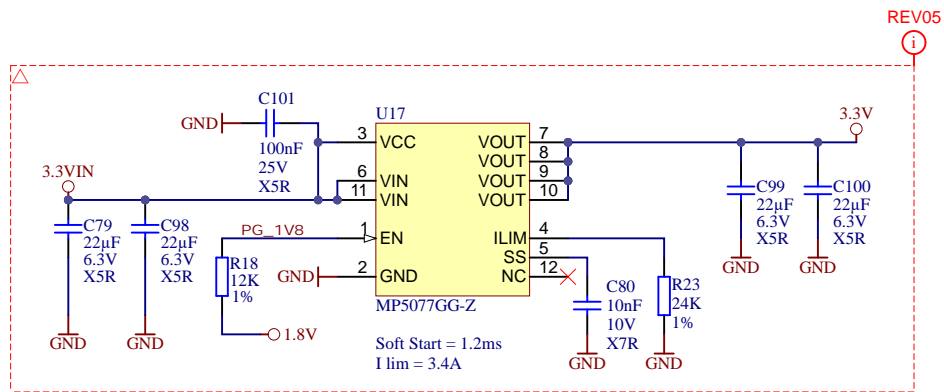 REV05
i
C101
GND
100nF
25V
X5R
U17
3
VCC
6
VIN
11
VIN
1
EN
2
GND
VOUT
7
VOUT
8
VOUT
9
VOUT
10
ILIM
4
SS
5
NC
12
MP5077GG-Z
Soft Start = 1.2ms
I lim = 3.4A
3.3VIN
C79
22µF
6.3V
X5R
GND
C98
22µF
6.3V
X5R
GND
PG_1V8
R18
12K
1%
1.8V
GND
3.3V
C99
22µF
6.3V
X5R
GND
C100
22µF
6.3V
X5R
GND
C80
10nF
10V
X7R
GND
R23
24K
1%
GND